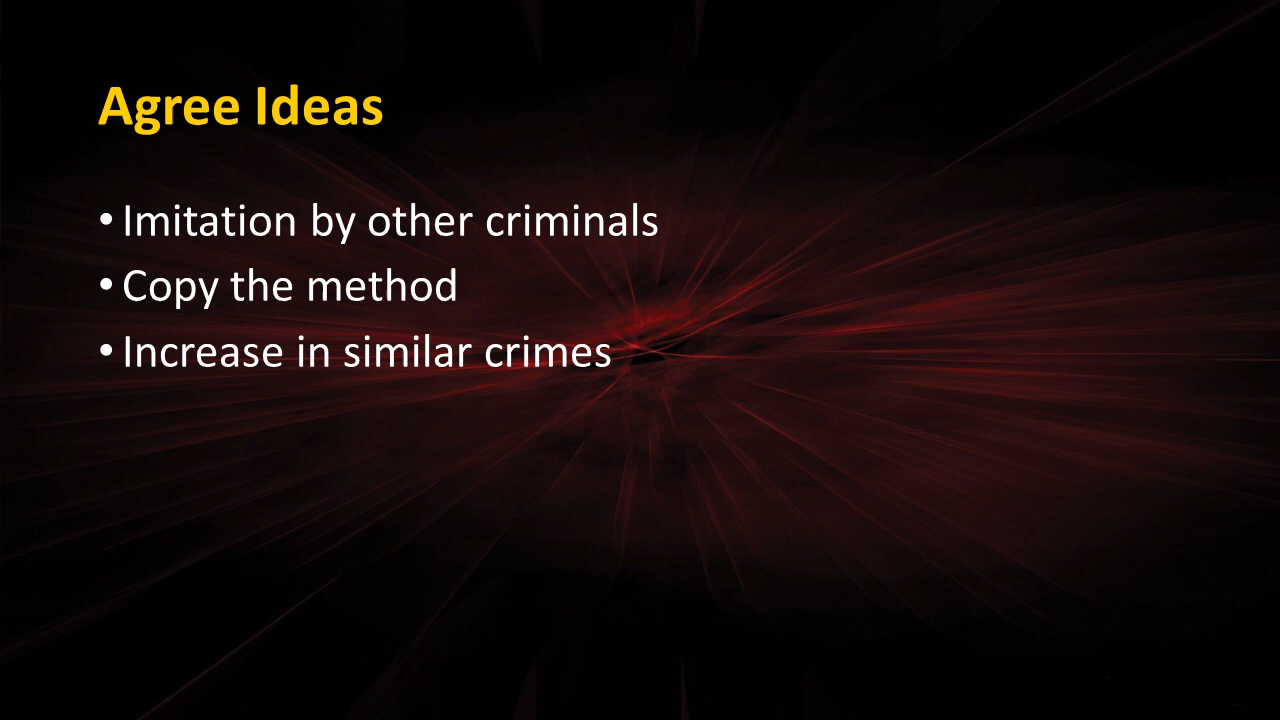 Agree Ideas
• Imitation by other criminals
• Copy the method
• Increase in similar crimes